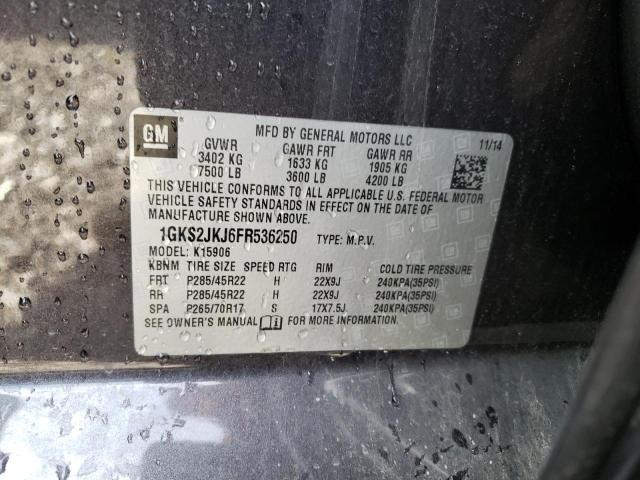 GM
MFD BY GENERAL MOTORS LLC 11/14
GVWR GAWR FRT GAWR RR
3402 KG 1633 KG 1905 KG
7500 LB 3600 LB 4200 LB
THIS VEHICLE CONFORMS TO ALL APPLICABLE U.S. FEDERAL MOTOR
VEHICLE SAFETY STANDARDS IN EFFECT ON THE DATE OF
MANUFACTURE SHOWN ABOVE.
1GKS2JKJ6FR536250 TYPE: M.P.V.
MODEL: K15906
KBNM TIRE SIZE SPEED RTG RIM COLD TIRE PRESSURE
FRT P285/45R22 H 22X9J 240KPA(35PSI)
RR P285/45R22 H 22X9J 240KPA(35PSI)
SPA P265/70R17 S 17X7.5J 240KPA(35PSI)
SEE OWNER'S MANUAL FOR MORE INFORMATION.